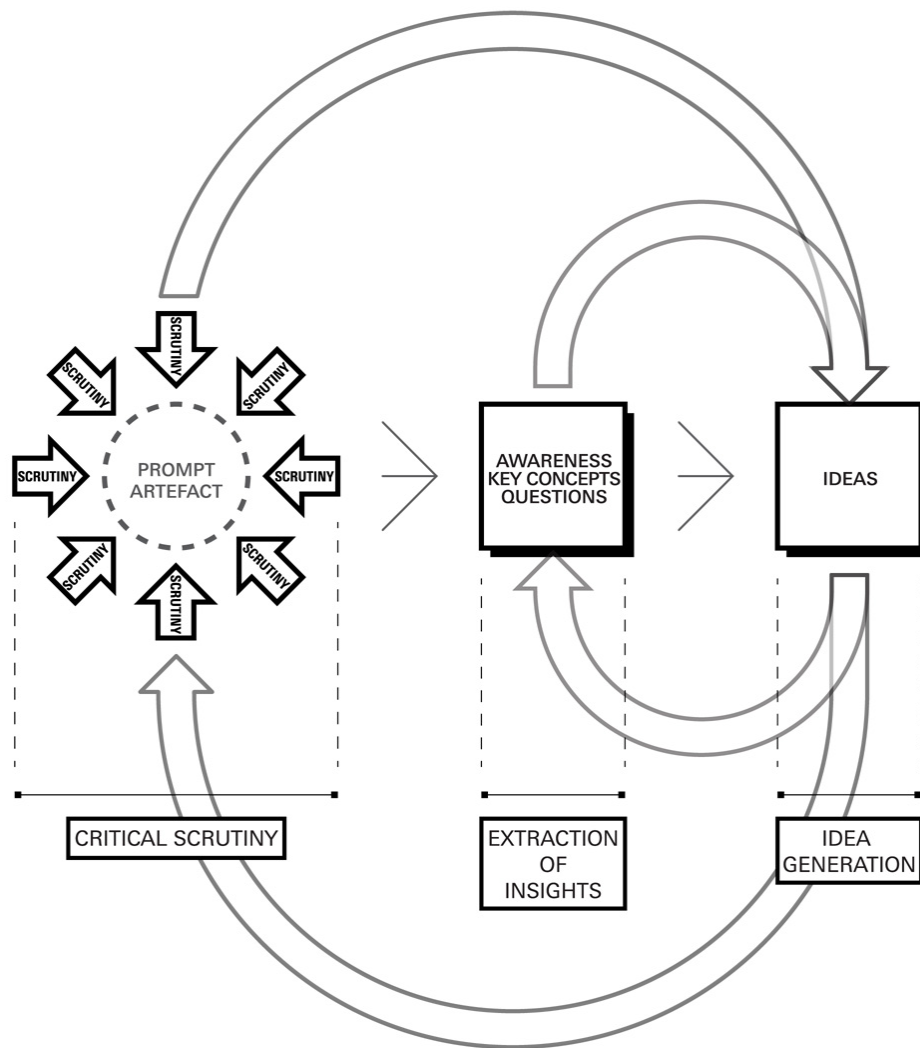 SCRUTINY
SCRUTINY
SCRUTINY
SCRUTINY
PROMPT
ARTEFACT
SCRUTINY
SCRUTINY
SCRUTINY
SCRUTINY
AWARENESS
KEY CONCEPTS
QUESTIONS
IDEAS
CRITICAL SCRUTINY
EXTRACTION
OF
INSIGHTS
IDEA
GENERATION